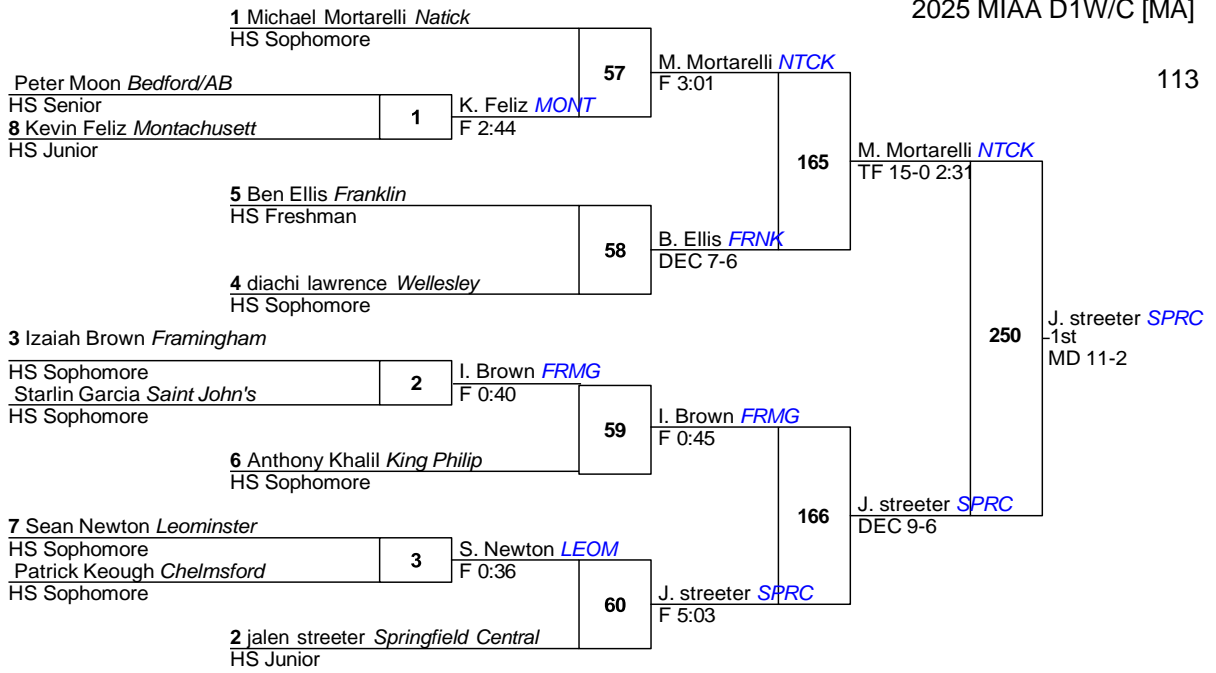 2025 MIAA D1W/C [MA]
113
1 Michael Mortarelli Natick
HS Sophomore
57
M. Mortarelli NTCK
F 3:01
Peter Moon Bedford/AB
HS Senior
1
K. Feliz MONT
F 2:44
8 Kevin Feliz Montachusett
HS Junior
165
M. Mortarelli NTCK
TF 15-0 2:31
5 Ben Ellis Franklin
HS Freshman
58
B. Ellis FRNK
DEC 7-6
4 diachi lawrence Wellesley
HS Sophomore
250
J. streeter SPRC
1st
MD 11-2
3 Izaiah Brown Framingham
HS Sophomore
2
I. Brown FRMG
F 0:40
Starlin Garcia Saint John's
HS Sophomore
59
I. Brown FRMG
F 0:45
6 Anthony Khalil King Philip
HS Sophomore
166
J. streeter SPRC
DEC 9-6
7 Sean Newton Leominster
HS Sophomore
3
S. Newton LEOM
F 0:36
Patrick Keough Chelmsford
HS Sophomore
60
J. streeter SPRC
F 5:03
2 jalen streeter Springfield Central
HS Junior